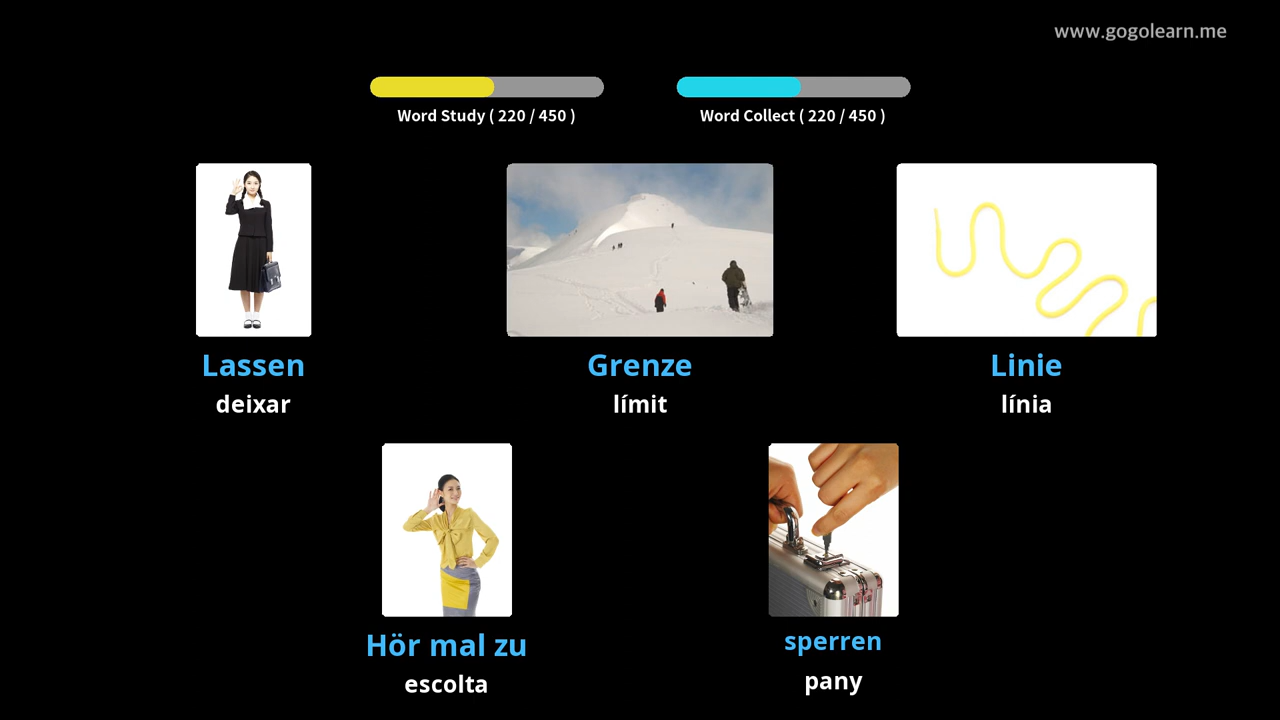 www.gogolearn.me
Word Study ( 220 / 450 )
Word Collect ( 220 / 450 )
Lassen
deixar
Grenze
límit
Linie
línia
Hör mal zu
escolta
sperren
pany